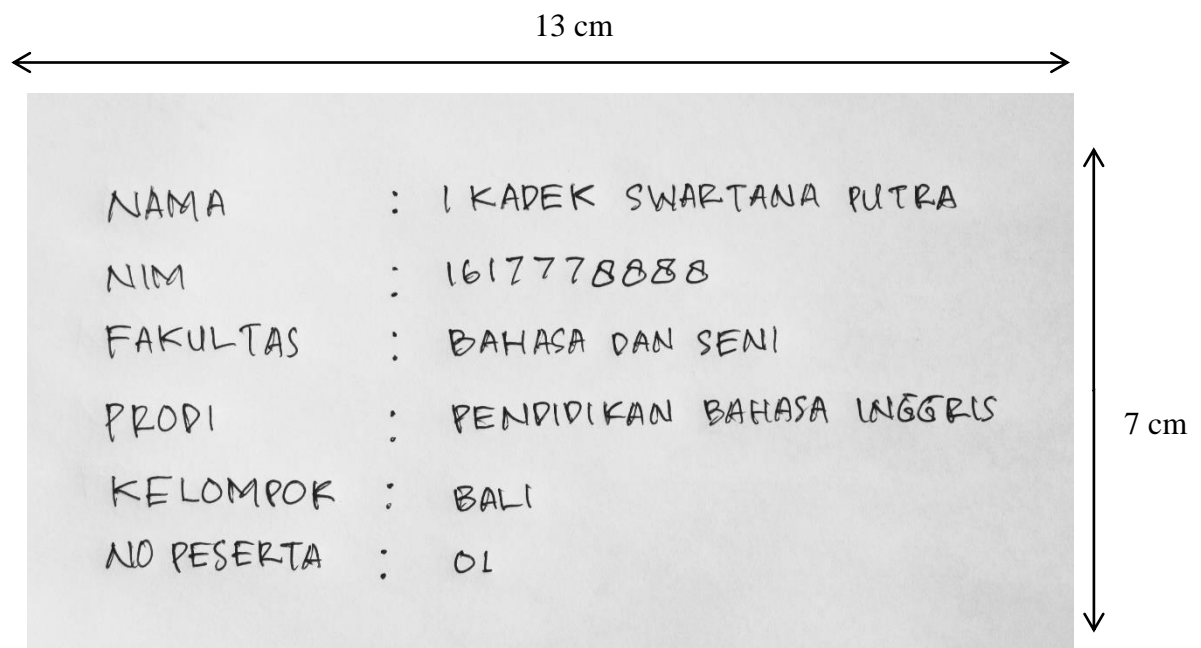 13 cm
NAMA : I KADEK SWARTANA PUTRA
NIM : 1617778888
FAKULTAS : BAHASA DAN SENI
PRODI : PENDIDIKAN BAHASA INGGRIS
7 cm
KELOMPOK : BALI
NO PESERTA : 01